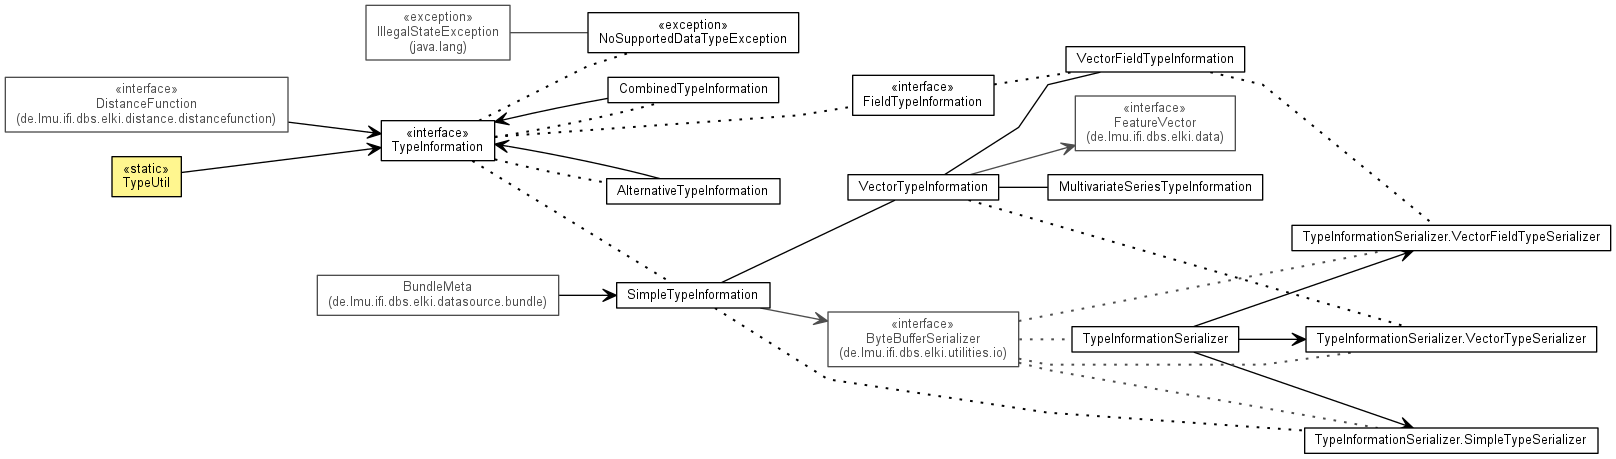 «exception»
IllegalStateException
(java.lang)
«exception»
NoSupportedDataTypeException
VectorFieldTypeInformation
«interface»
DistanceFunction
(de.lmu.ifi.dbs.elki.distance.distancefunction)
CombinedTypeInformation
«interface»
FieldTypeInformation
«interface»
FeatureVector
(de.lmu.ifi.dbs.elki.data)
«interface»
TypeInformation
«static»
TypeUtil
AlternativeTypeInformation
VectorTypeInformation
MultivariateSeriesTypeInformation
TypeInformationSerializer.VectorFieldTypeSerializer
BundleMeta
(de.lmu.ifi.dbs.elki.datasource.bundle)
SimpleTypeInformation
«interface»
ByteBufferSerializer
(de.lmu.ifi.dbs.elki.utilities.io)
TypeInformationSerializer
TypeInformationSerializer.VectorTypeSerializer
TypeInformationSerializer.SimpleTypeSerializer